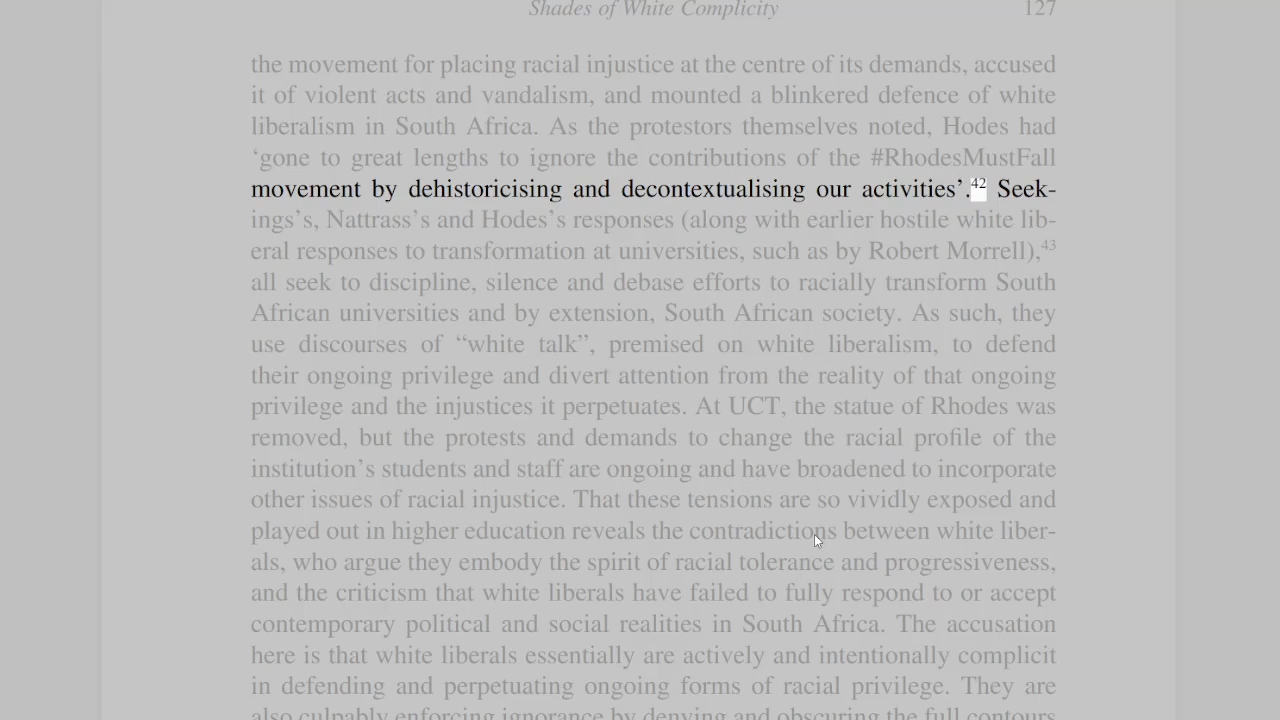 Shades of White Complicity 127
the movement for placing racial injustice at the centre of its demands, accused
it of violent acts and vandalism, and mounted a blinkered defence of white
liberalism in South Africa. As the protestors themselves noted, Hodes had
‘gone to great lengths to ignore the contributions of the #RhodesMustFall
movement by dehistoricising and decontextualising our activities’.42 Seek-
ings’s, Nattrass’s and Hodes’s responses (along with earlier hostile white lib-
eral responses to transformation at universities, such as by Robert Morrell),43
all seek to discipline, silence and debase efforts to racially transform South
African universities and by extension, South African society. As such, they
use discourses of “white talk”, premised on white liberalism, to defend
their ongoing privilege and divert attention from the reality of that ongoing
privilege and the injustices it perpetuates. At UCT, the statue of Rhodes was
removed, but the protests and demands to change the racial profile of the
institution’s students and staff are ongoing and have broadened to incorporate
other issues of racial injustice. That these tensions are so vividly exposed and
played out in higher education reveals the contradictions between white liber-
als, who argue they embody the spirit of racial tolerance and progressiveness,
and the criticism that white liberals have failed to fully respond to or accept
contemporary political and social realities in South Africa. The accusation
here is that white liberals essentially are actively and intentionally complicit
in defending and perpetuating ongoing forms of racial privilege. They are
also culpably enforcing ignorance by denying and obscuring the full contours